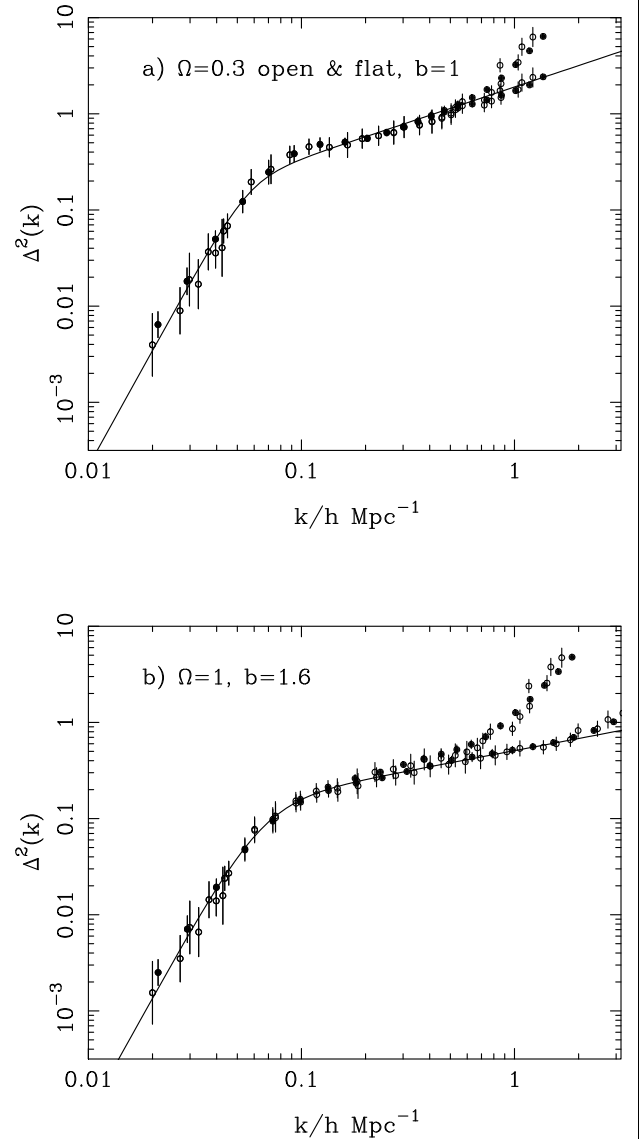 10
a) Ω=0.3 open & flat, b=1
1
0.1
0.01
10⁻³
Δ²(k)
0.01 0.1 1
k/h Mpc⁻¹
10
b) Ω=1, b=1.6
1
0.1
0.01
10⁻³
Δ²(k)
0.01 0.1 1
k/h Mpc⁻¹